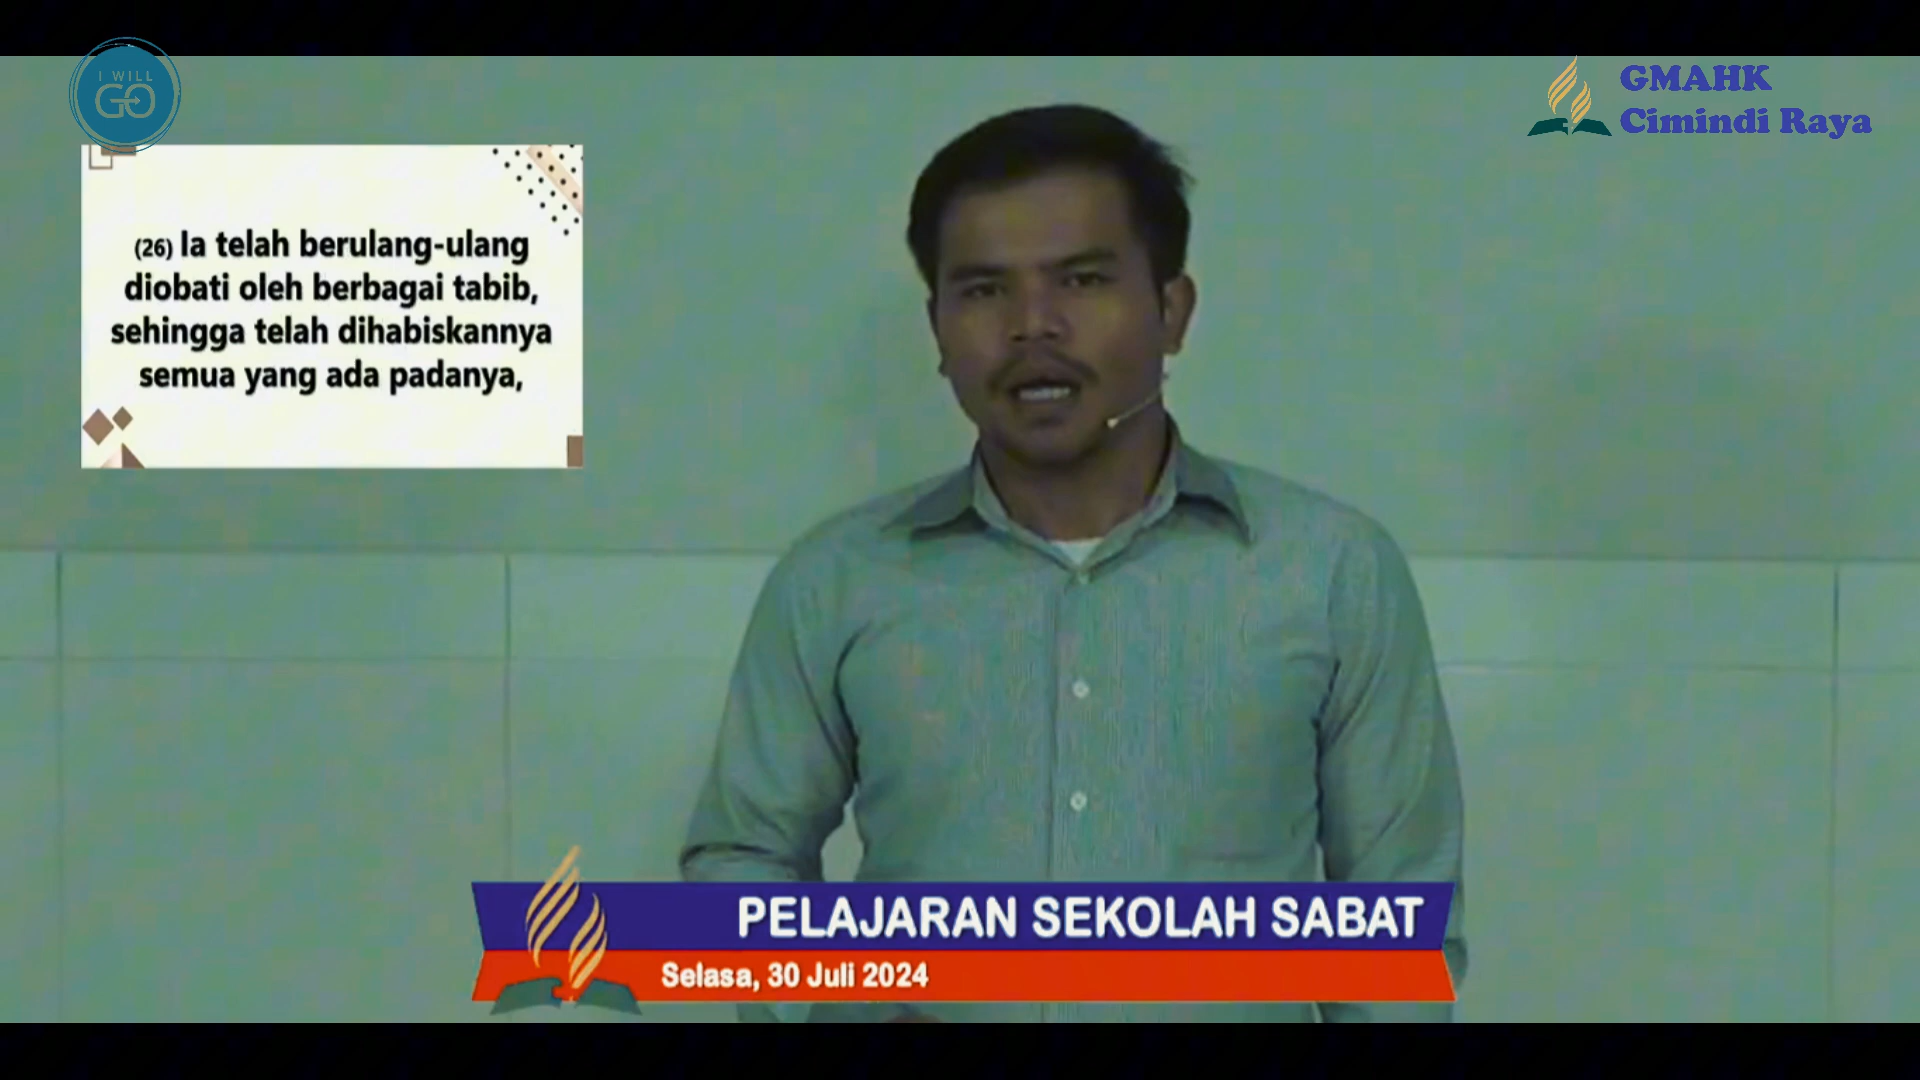 I WILL
GO
GMAHK
Cimindi Raya
(26) Ia telah berulang-ulang
diobati oleh berbagai tabib,
sehingga telah dihabiskannya
semua yang ada padanya,
PELAJARAN SEKOLAH SABAT
Selasa, 30 Juli 2024